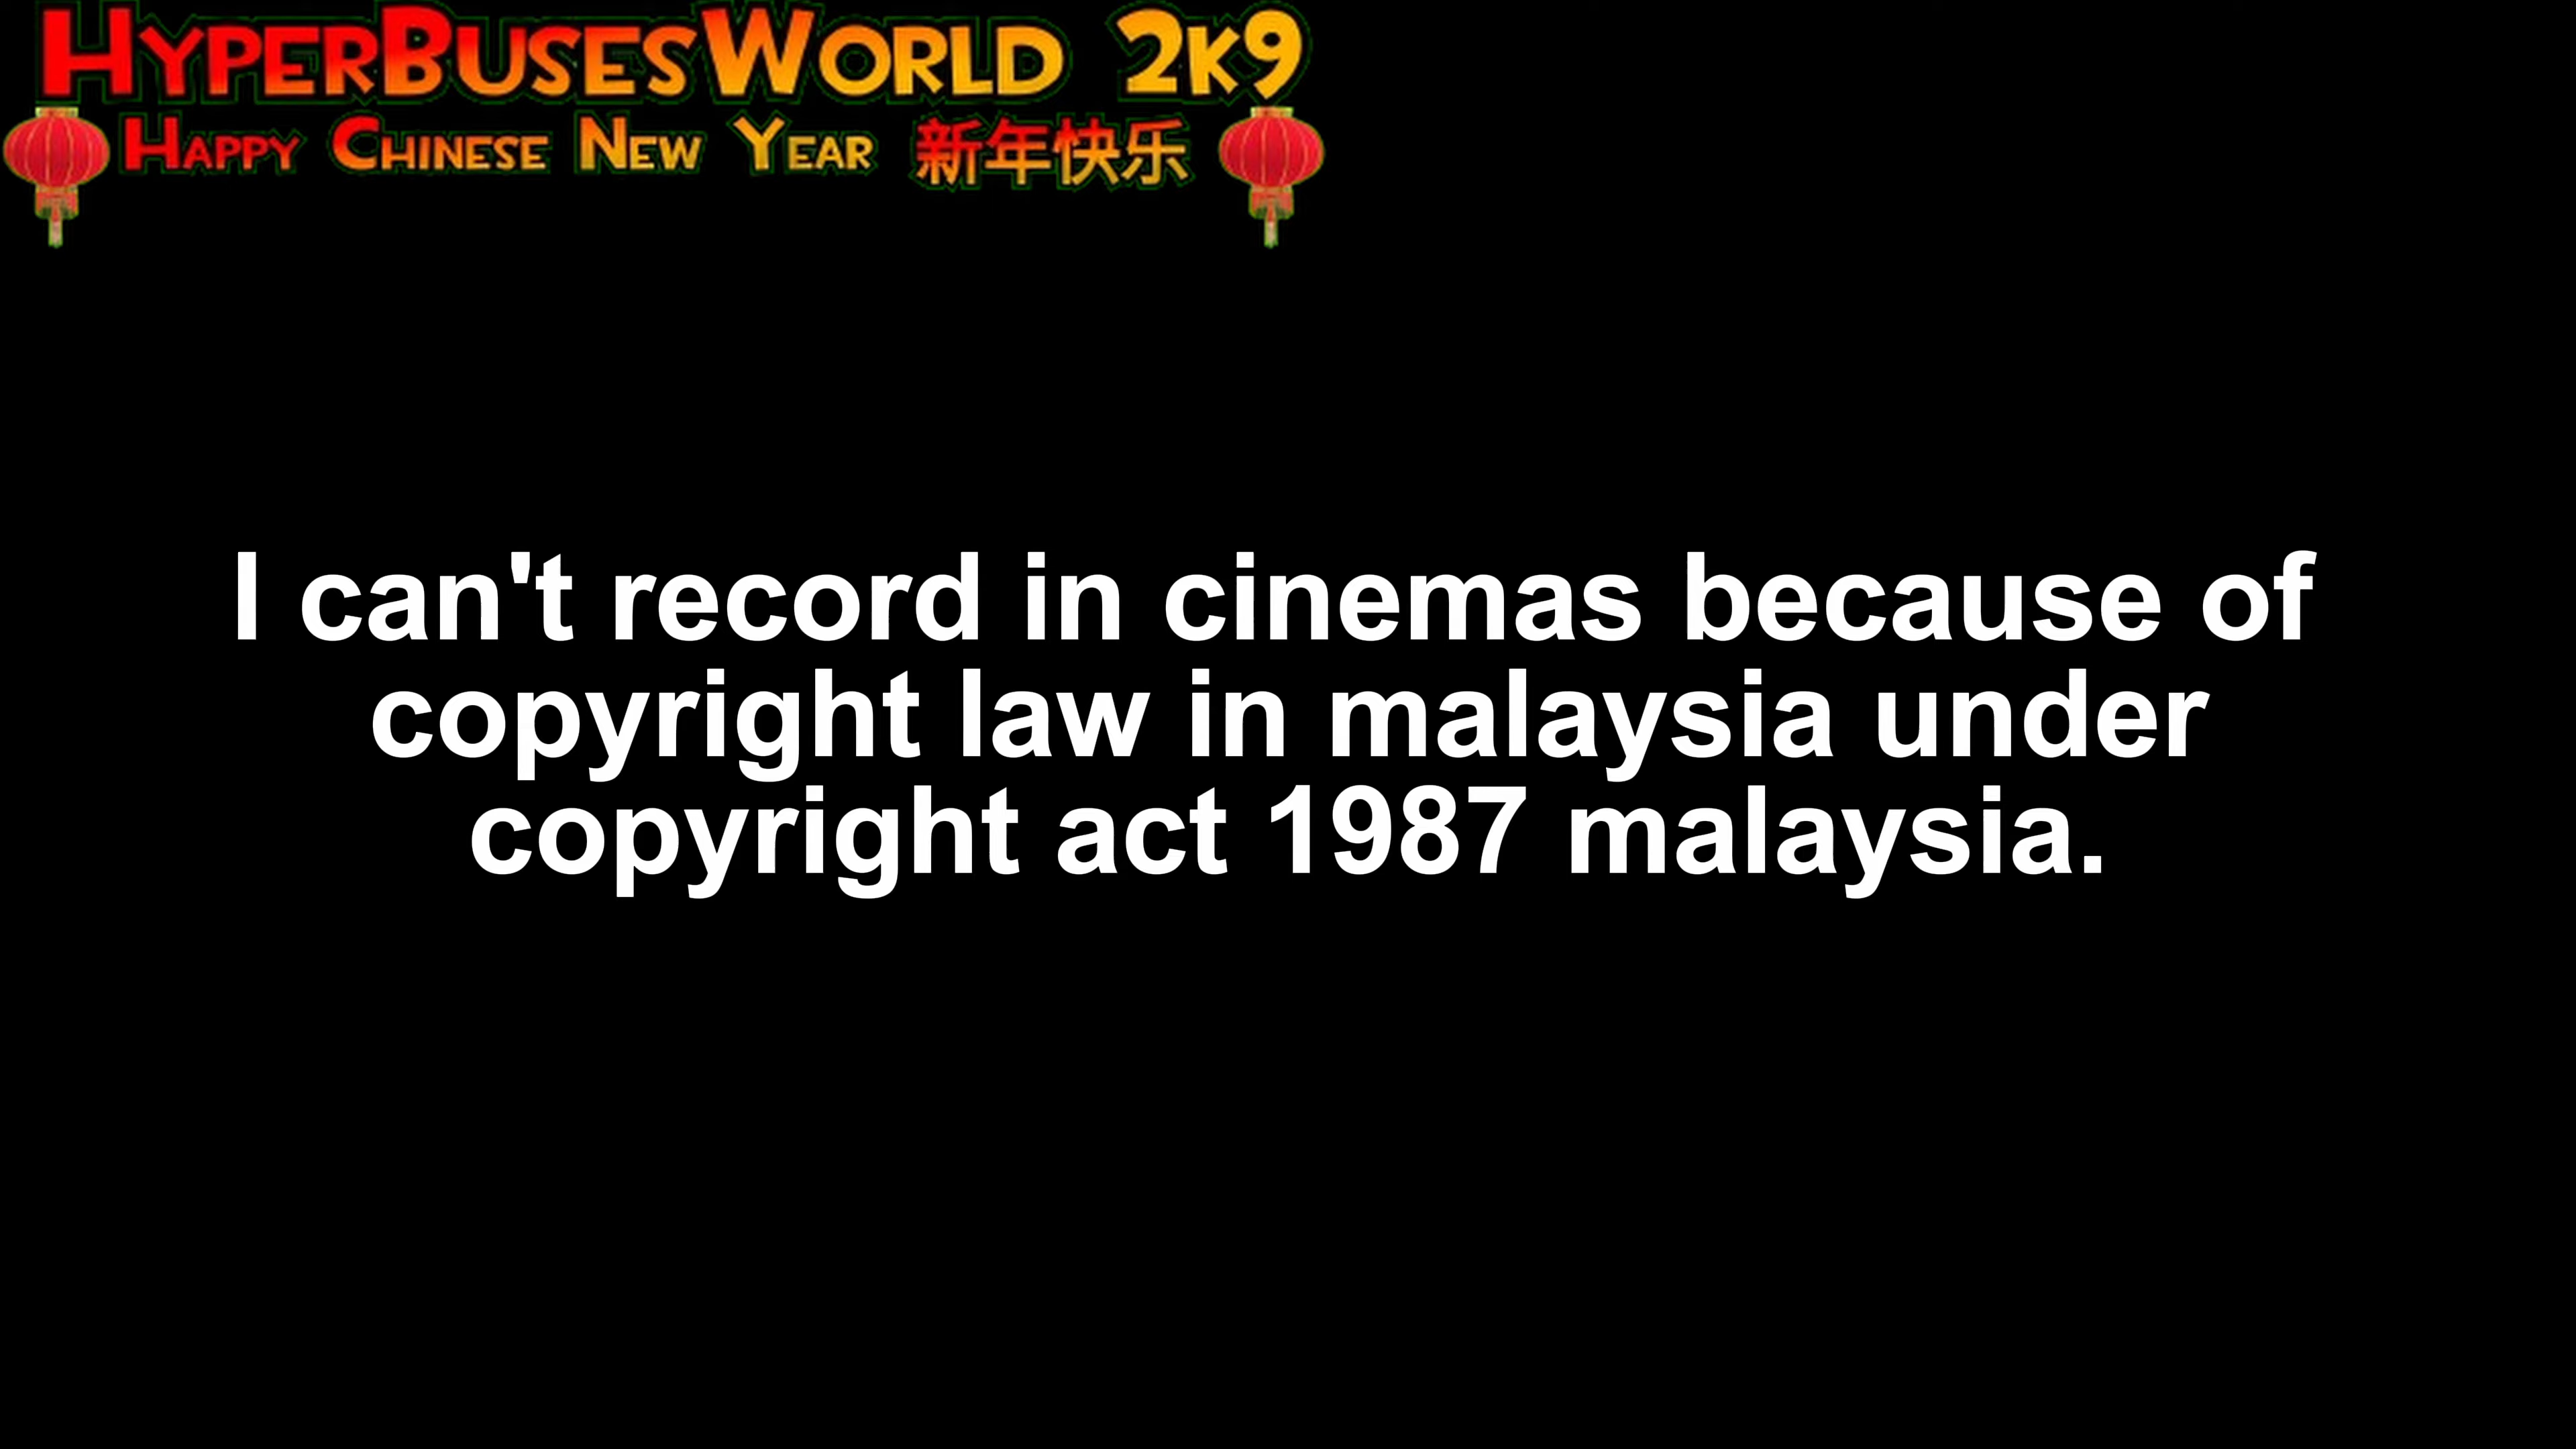 HYPERBUSESWORLD 2K9
HAPPY CHINESE NEW YEAR 新年快乐
I can't record in cinemas because of
copyright law in malaysia under
copyright act 1987 malaysia.